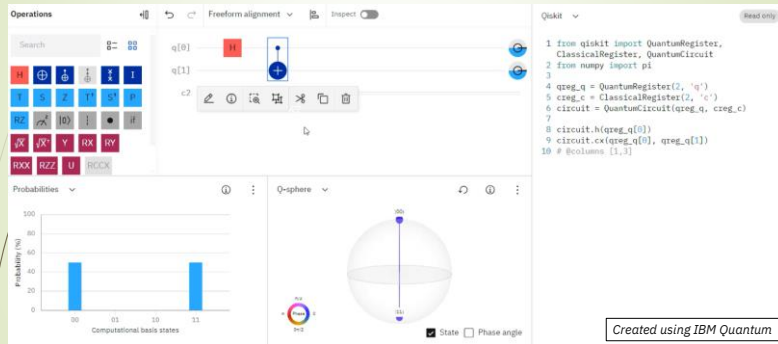 Operations
Freeform alignment
Inspect
Search
H
I
T S Z T† S† P
RZ |0⟩ if
√X √X† Y RX RY
RXX RZZ U RCCX
q[0]
H
q[1]
c2
Probabilities
Probability (%)
100
80
60
40
20
0
00 01 10 11
Computational basis states
Q-sphere
|00⟩
|11⟩
Phase
State
Phase angle
Qiskit
Read only
1 from qiskit import QuantumRegister,
ClassicalRegister, QuantumCircuit
2 from numpy import pi
3
4 qreg_q = QuantumRegister(2, 'q')
5 creg_c = ClassicalRegister(2, 'c')
6 circuit = QuantumCircuit(qreg_q, creg_c)
7
8 circuit.h(qreg_q[0])
9 circuit.cx(qreg_q[0], qreg_q[1])
10 # @columns [1,3]
Created using IBM Quantum